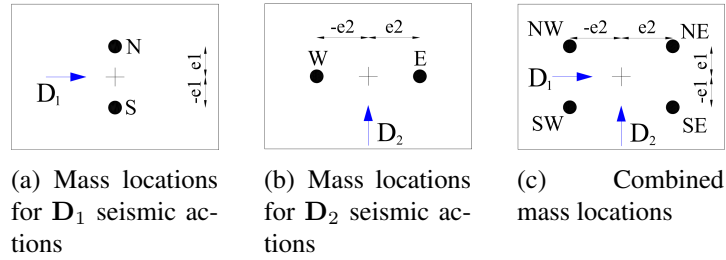 N
S
D1
e1
-e1
-e2 e2
W E
D2
NW -e2 e2 NE
D1
e1
-e1
SW SE
D2
(a) Mass locations
for D1 seismic ac-
tions
(b) Mass locations
for D2 seismic ac-
tions
(c) Combined
mass locations